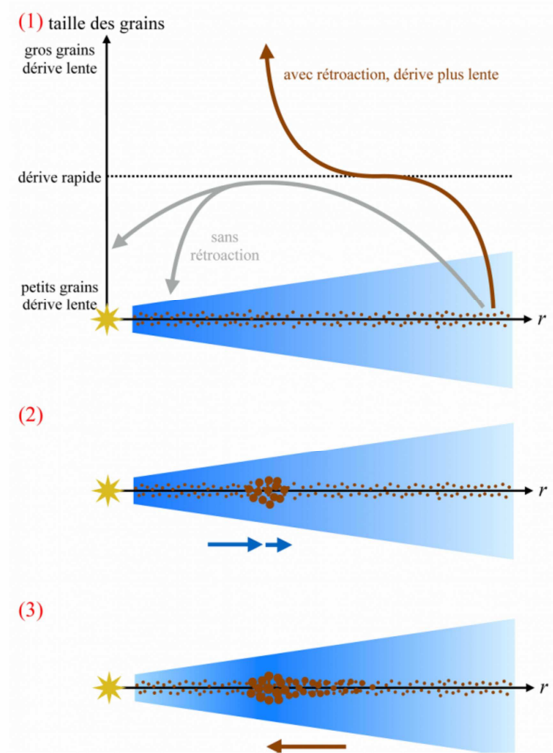 (1) taille des grains
gros grains
dérive lente
avec rétroaction, dérive plus lente
dérive rapide
sans
rétroaction
petits grains
dérive lente
r
(2)
r
(3)
r